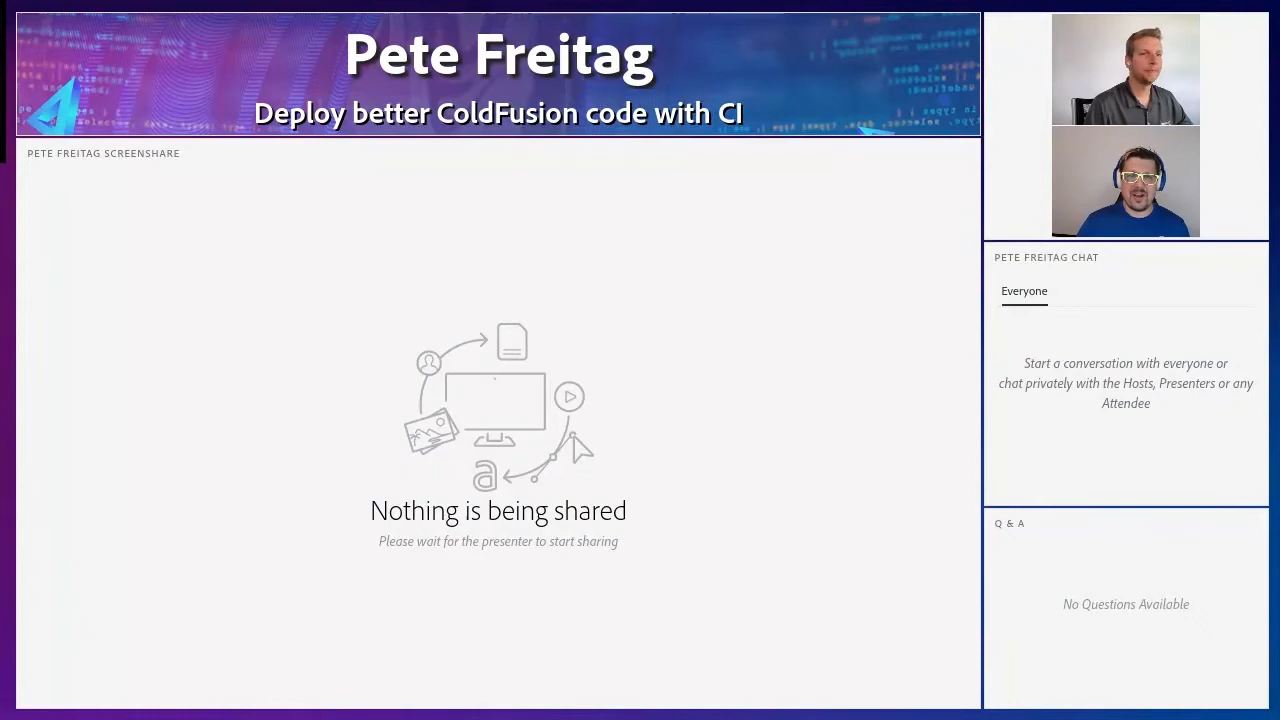 Pete Freitag
Deploy better ColdFusion code with CI
PETE FREITAG SCREENSHARE
Nothing is being shared
Please wait for the presenter to start sharing
PETE FREITAG CHAT
Everyone
Start a conversation with everyone or
chat privately with the Hosts, Presenters or any
Attendee
Q & A
No Questions Available